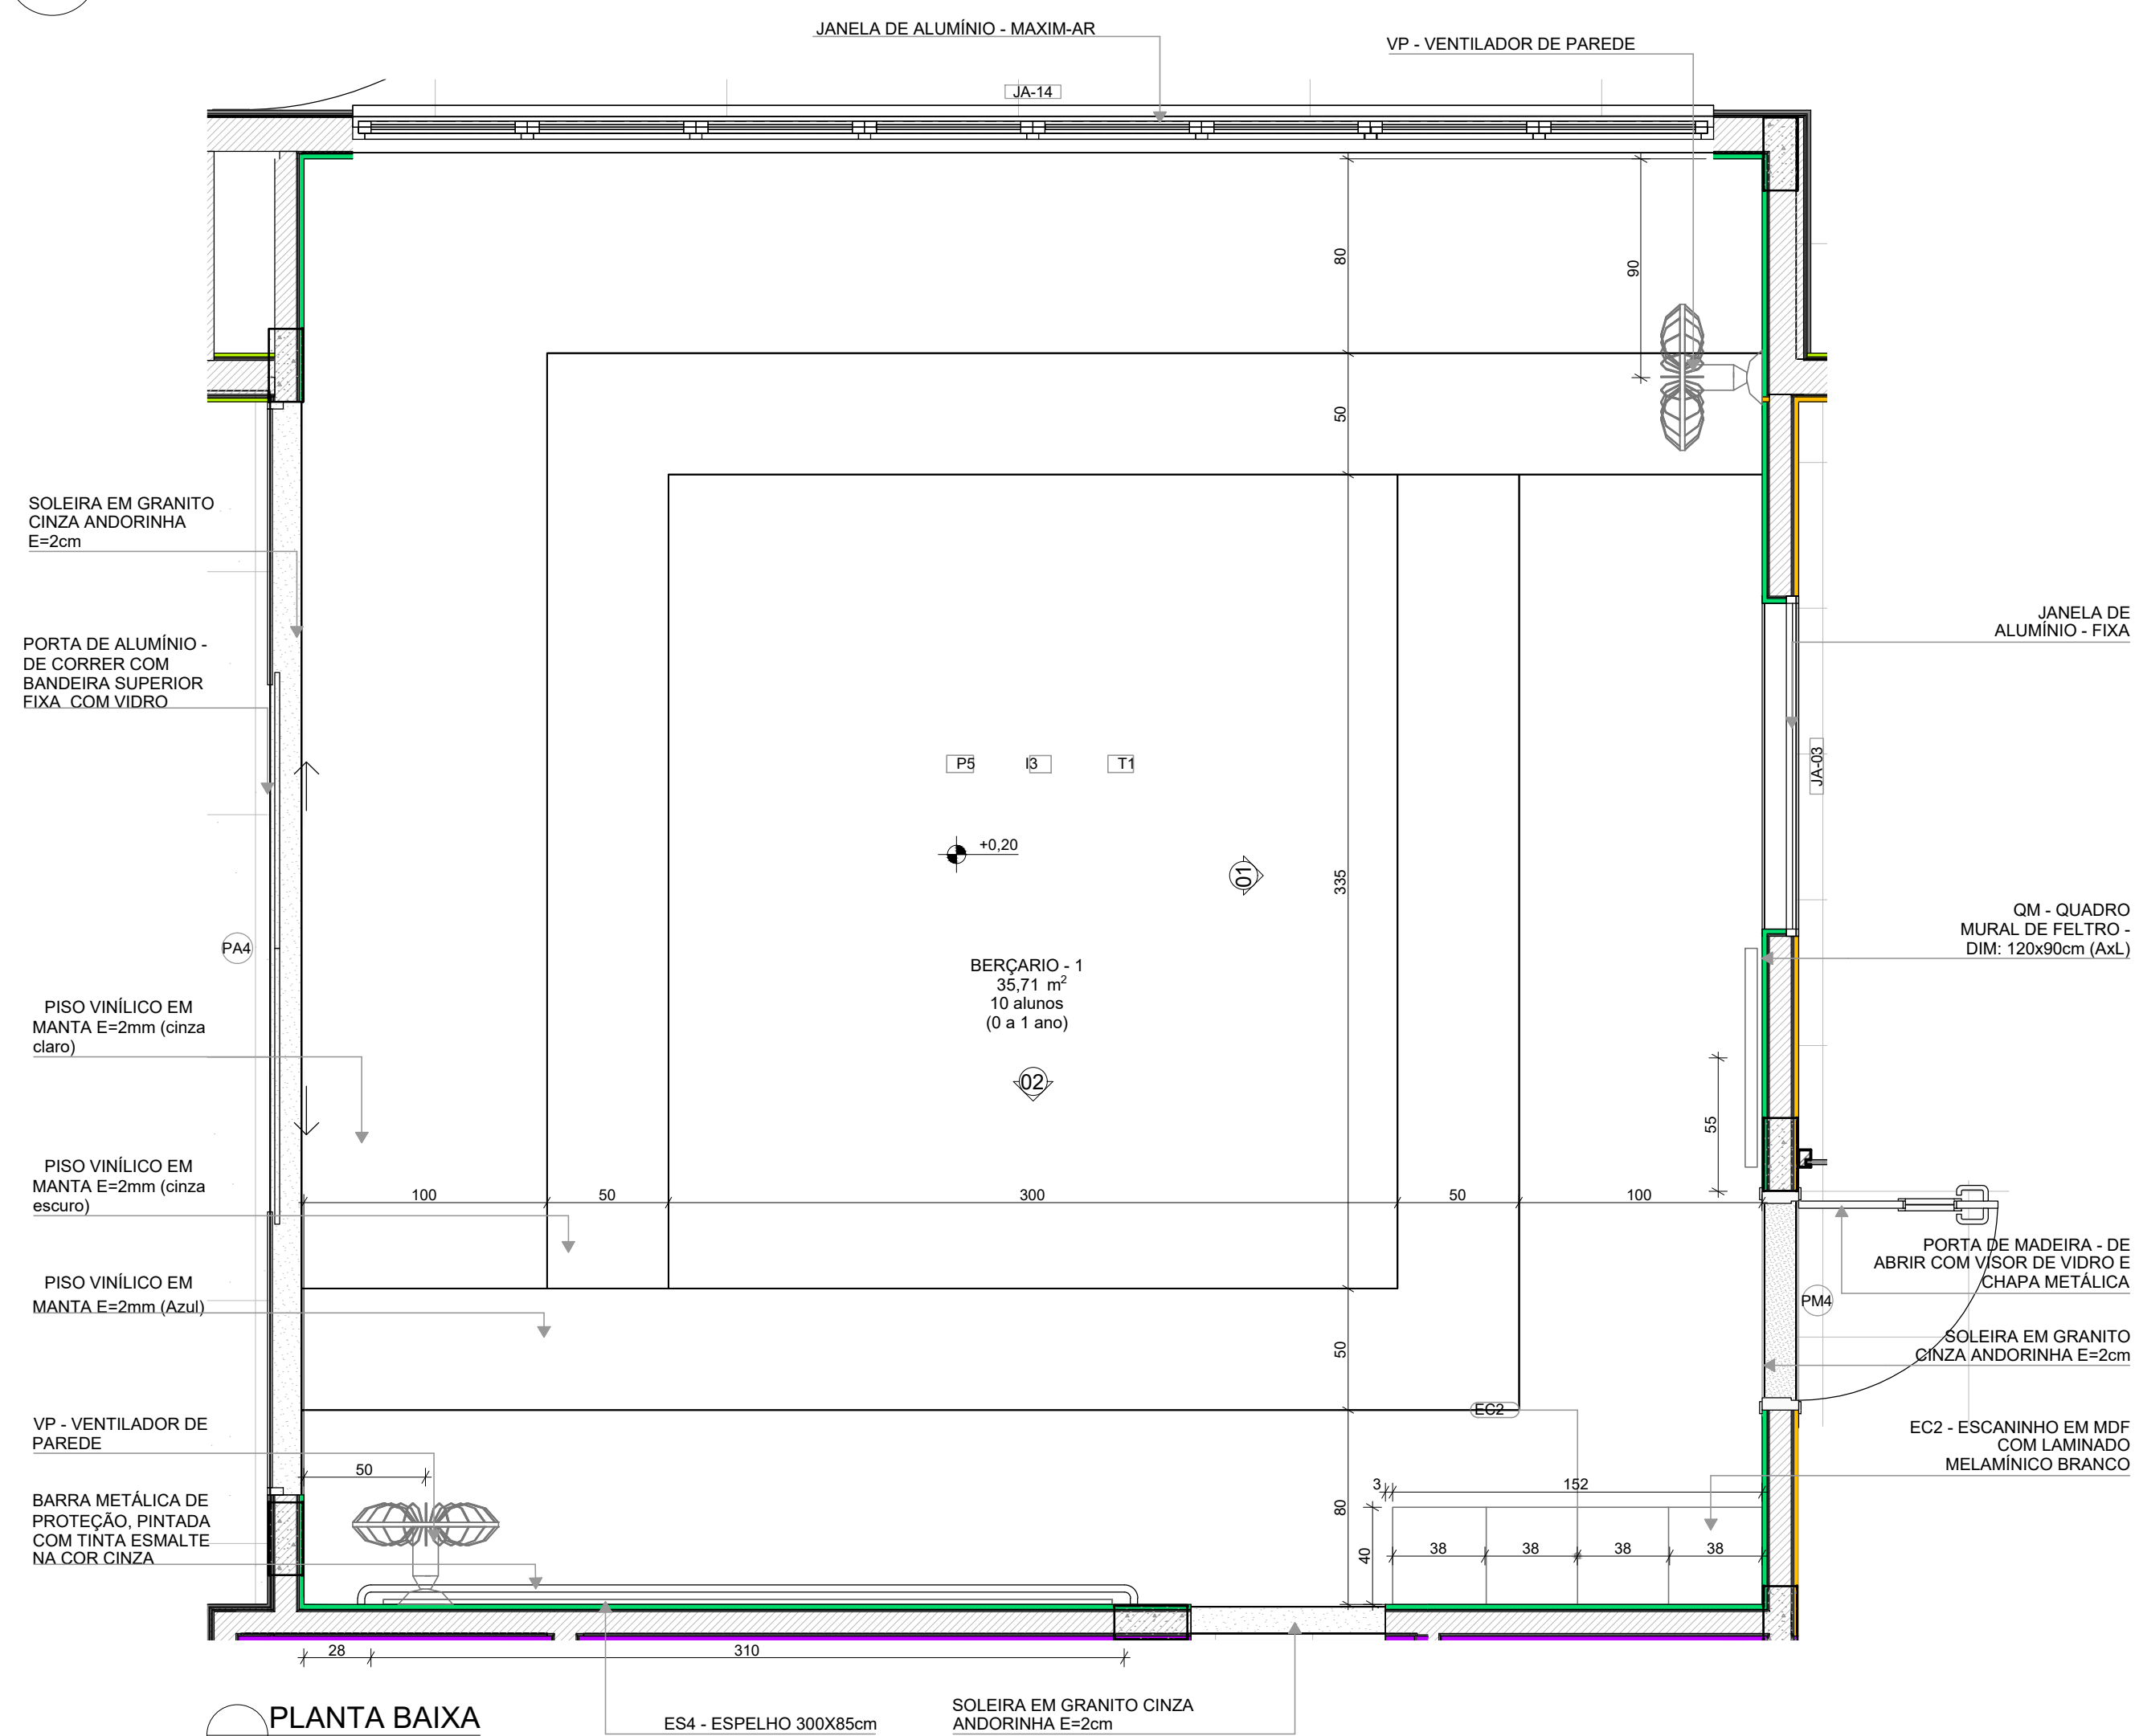 JANELA DE ALUMÍNIO - MAXIM-AR
VP - VENTILADOR DE PAREDE
JA-14
80
90
50
SOLEIRA EM GRANITO
CINZA ANDORINHA
E=2cm
JANELA DE
ALUMÍNIO - FIXA
PORTA DE ALUMÍNIO -
DE CORRER COM
BANDEIRA SUPERIOR
FIXA COM VIDRO
P5
I3
T1
JA-03
+0,20
01
335
QM - QUADRO
MURAL DE FELTRO -
DIM: 120x90cm (AxL)
PA4
BERÇARIO - 1
35,71 m²
10 alunos
(0 a 1 ano)
02
PISO VINÍLICO EM
MANTA E=2mm (cinza
claro)
55
PISO VINÍLICO EM
MANTA E=2mm (cinza
escuro)
100
50
300
50
100
PORTA DE MADEIRA - DE
ABRIR COM VISOR DE VIDRO E
CHAPA METÁLICA
PISO VINÍLICO EM
MANTA E=2mm (Azul)
PM4
50
SOLEIRA EM GRANITO
CINZA ANDORINHA E=2cm
EC2
VP - VENTILADOR DE
PAREDE
EC2 - ESCANINHO EM MDF
COM LAMINADO
MELAMÍNICO BRANCO
50
3
152
80
BARRA METÁLICA DE
PROTEÇÃO, PINTADA
COM TINTA ESMALTE
NA COR CINZA
40
38
38
38
38
28
310
PLANTA BAIXA
ES4 - ESPELHO 300X85cm
SOLEIRA EM GRANITO CINZA
ANDORINHA E=2cm